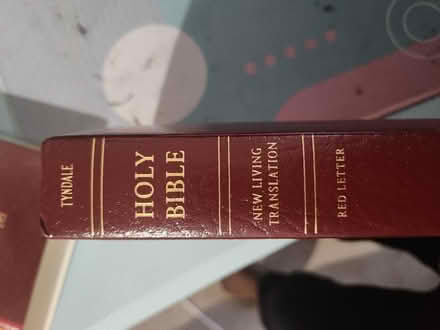 TYNDALE
HOLY
BIBLE
NEW LIVING
TRANSLATION
RED LETTER